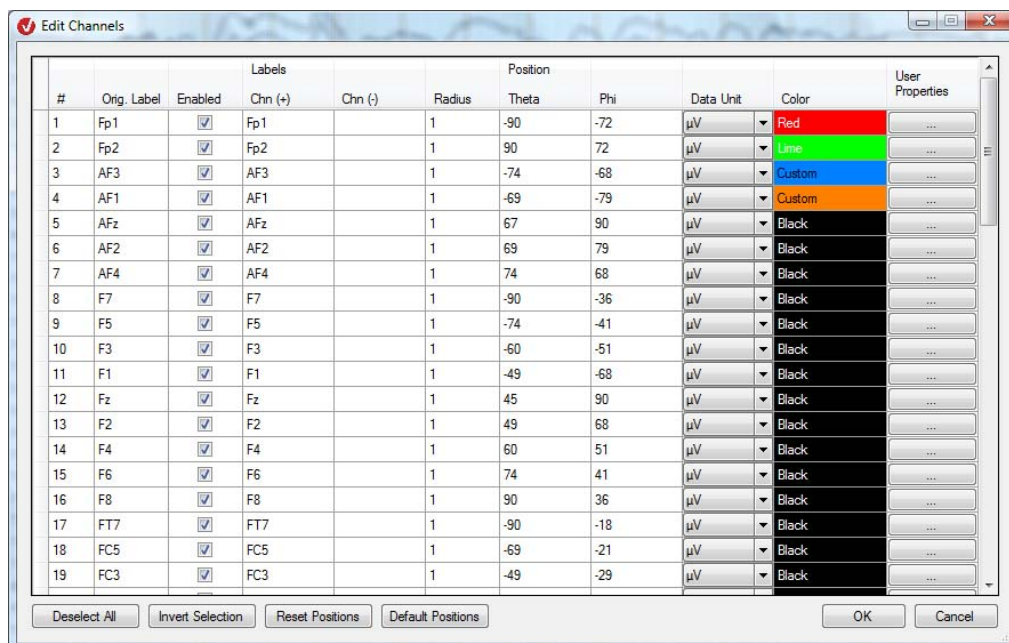 Edit Channels
Labels Position
# Orig. Label Enabled Chn (+) Chn (-) Radius Theta Phi Data Unit Color User Properties
1 Fp1 Fp1 1 -90 -72 µV Red ...
2 Fp2 Fp2 1 90 72 µV Lime ...
3 AF3 AF3 1 -74 -68 µV Custom ...
4 AF1 AF1 1 -69 -79 µV Custom ...
5 AFz AFz 1 67 90 µV Black ...
6 AF2 AF2 1 69 79 µV Black ...
7 AF4 AF4 1 74 68 µV Black ...
8 F7 F7 1 -90 -36 µV Black ...
9 F5 F5 1 -74 -41 µV Black ...
10 F3 F3 1 -60 -51 µV Black ...
11 F1 F1 1 -49 -68 µV Black ...
12 Fz Fz 1 45 90 µV Black ...
13 F2 F2 1 49 68 µV Black ...
14 F4 F4 1 60 51 µV Black ...
15 F6 F6 1 74 41 µV Black ...
16 F8 F8 1 90 36 µV Black ...
17 FT7 FT7 1 -90 -18 µV Black ...
18 FC5 FC5 1 -69 -21 µV Black ...
19 FC3 FC3 1 -49 -29 µV Black ...
Deselect All Invert Selection Reset Positions Default Positions OK Cancel